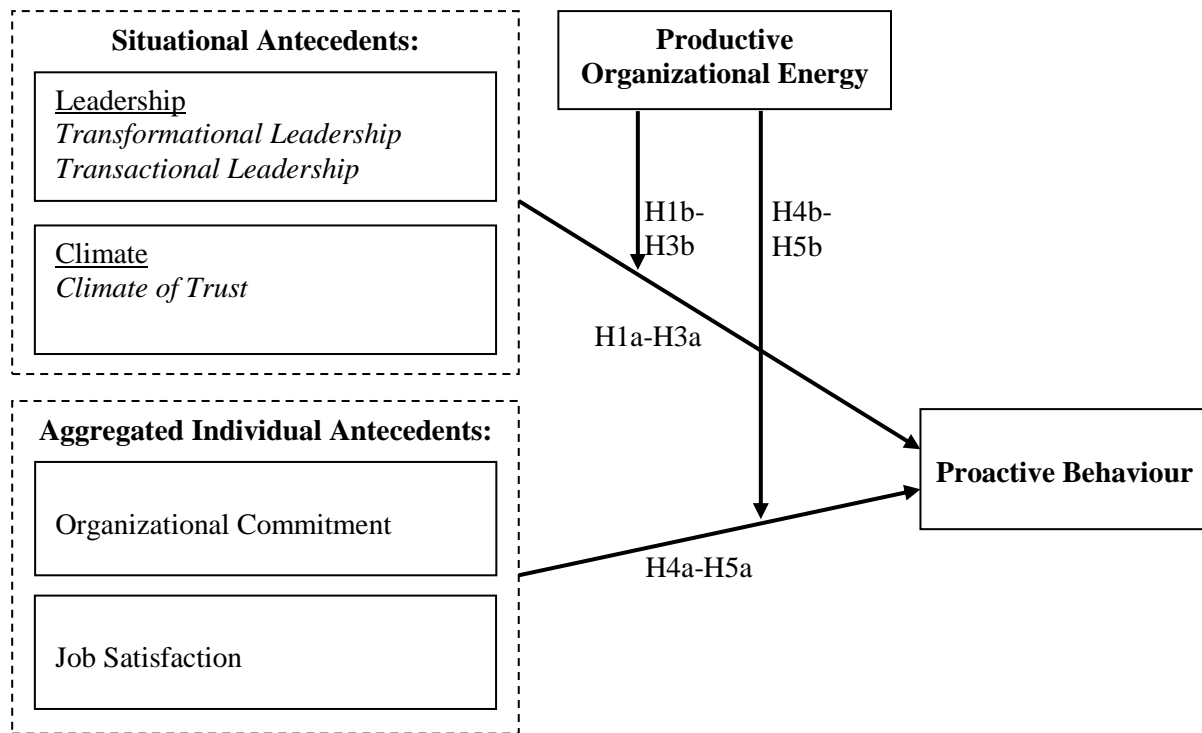 Situational Antecedents:
Leadership
Transformational Leadership
Transactional Leadership
Climate
Climate of Trust
Productive
Organizational Energy
H1b-
H3b
H4b-
H5b
H1a-H3a
Aggregated Individual Antecedents:
Organizational Commitment
Job Satisfaction
H4a-H5a
Proactive Behaviour